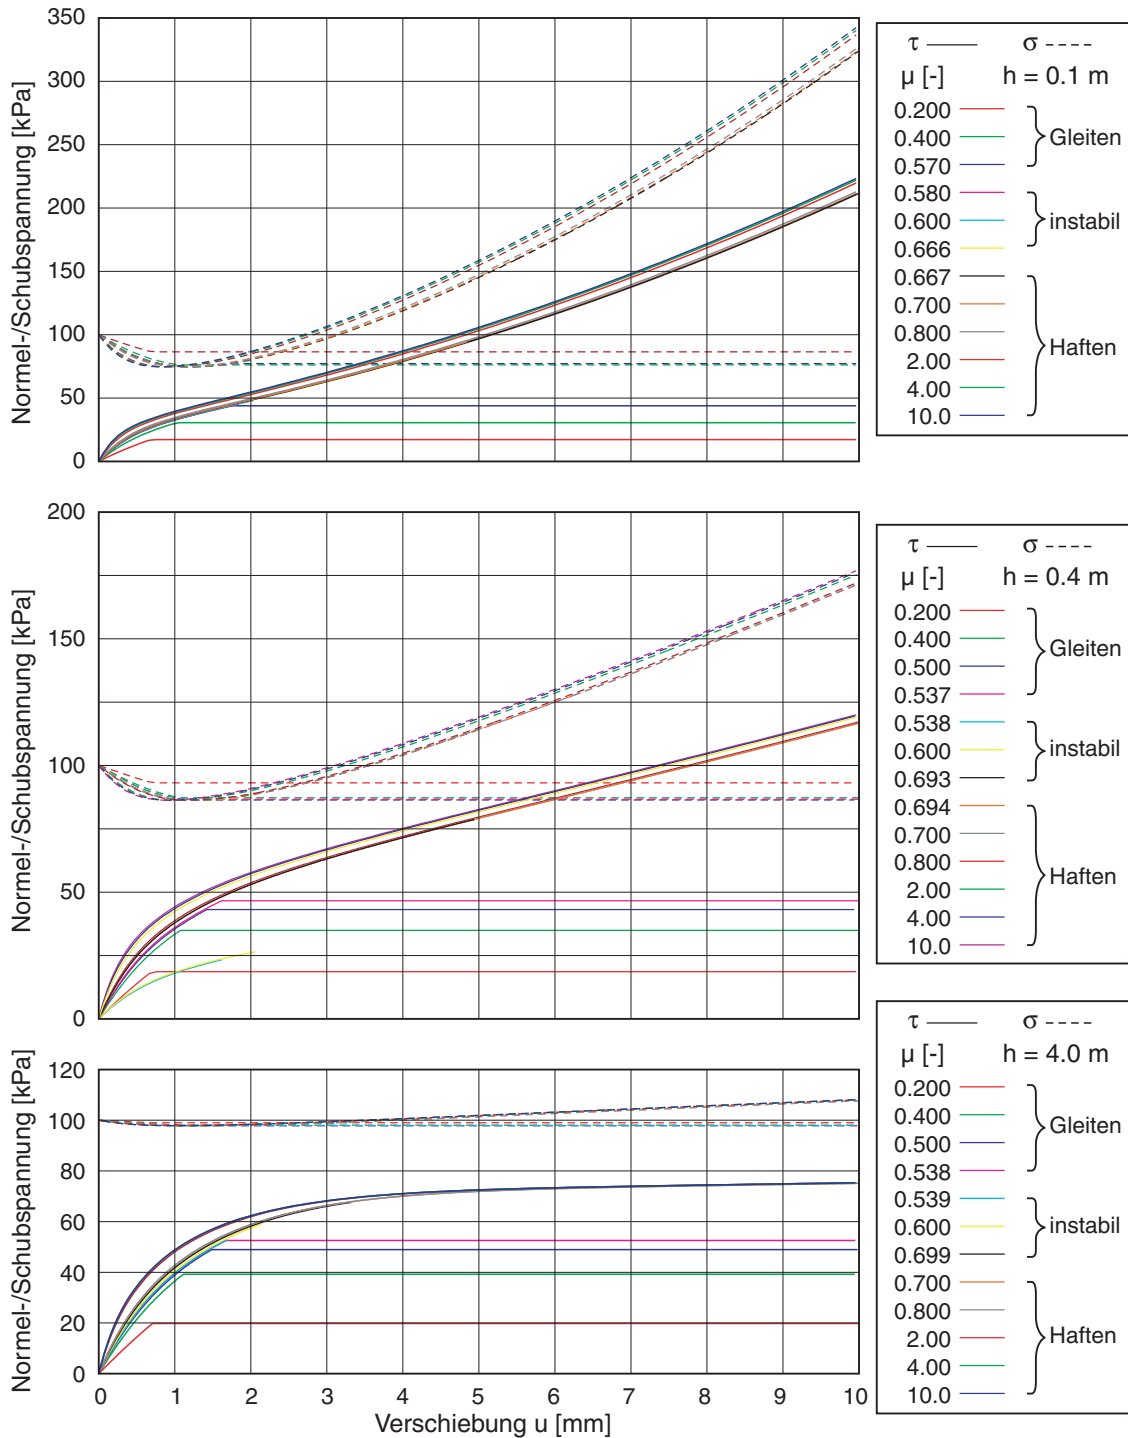 Normel-/Schubspannung [kPa]
350
300
250
200
150
100
50
0
τ σ
µ [-] h = 0.1 m
0.200
0.400
0.570
Gleiten
0.580
0.600
0.666
instabil
0.667
0.700
0.800
2.00
4.00
10.0
Haften
Normel-/Schubspannung [kPa]
200
150
100
50
0
τ σ
µ [-] h = 0.4 m
0.200
0.400
0.500
0.537
Gleiten
0.538
0.600
0.693
instabil
0.694
0.700
0.800
2.00
4.00
10.0
Haften
Normel-/Schubspannung [kPa]
120
100
80
60
40
20
0
0 1 2 3 4 5 6 7 8 9 10
Verschiebung u [mm]
τ σ
µ [-] h = 4.0 m
0.200
0.400
0.500
0.538
Gleiten
0.539
0.600
0.699
instabil
0.700
0.800
2.00
4.00
10.0
Haften